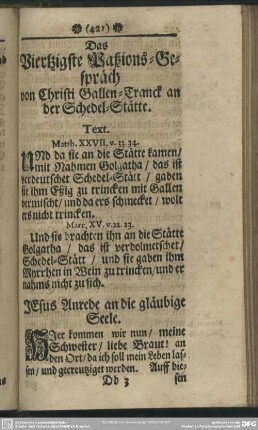 (421)
Das
Viertzigste Paßions-Ge-
spräch
von Christi Gallen-Tranck an
der Schedel-Stätte.
Text.
Matth. XXVII, v. 33. 34.
UNd da sie an die Stätte kamen/
mit Nahmen Golgatha/ das ist
verdeutschet Schedel-Stätt/ gaben
sie ihm Eßig zu trincken mit Gallen
vermischt/ und da ers schmecket/ wolt
ers nicht trincken.
Marc. XV. v. 22. 23.
Und sie brachten ihn an die Stätte
Golgatha/ das ist verdolmetschet/
Schedel-Stätt/ und sie gaben ihm
Myrrhen in Wein zu trincken/ und er
nahms nicht zu sich.
JEsus Anrede an die gläubige
Seele.
HIer kommen wir nun/ meine
Schwester/ liebe Braut! an
den Ort/ da ich soll mein Leben las-
sen/ und gecreutziget werden. Auff die-
Dd 3 sen